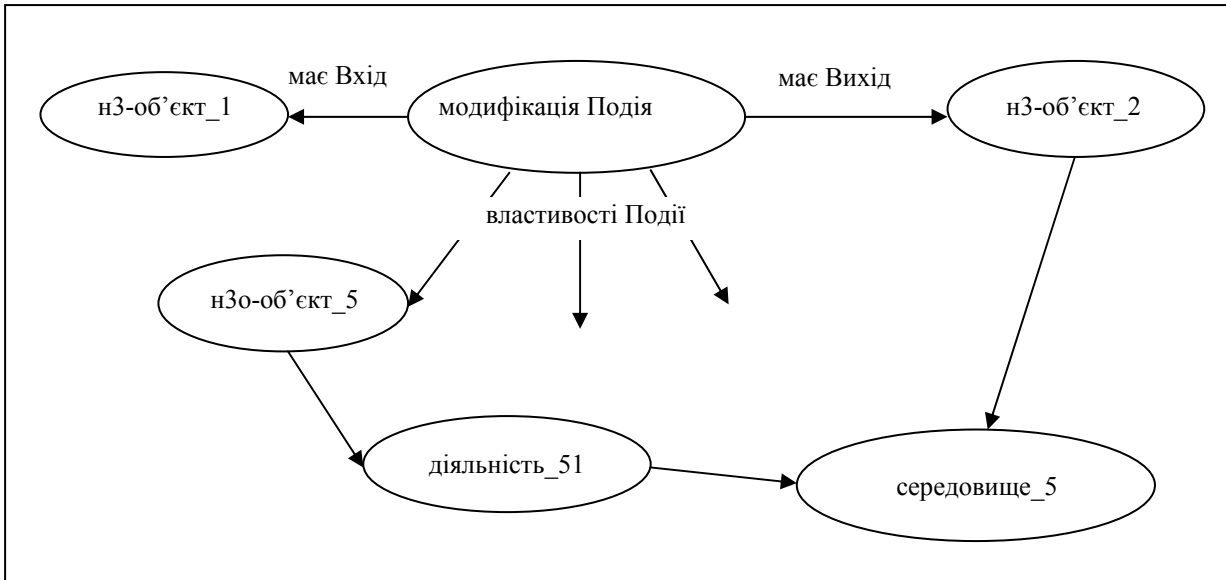 має Вхід
має Вихід
н3-об’єкт_1
модифікація Подія
н3-об’єкт_2
властивості Події
н3о-об’єкт_5
діяльність_51
середовище_5